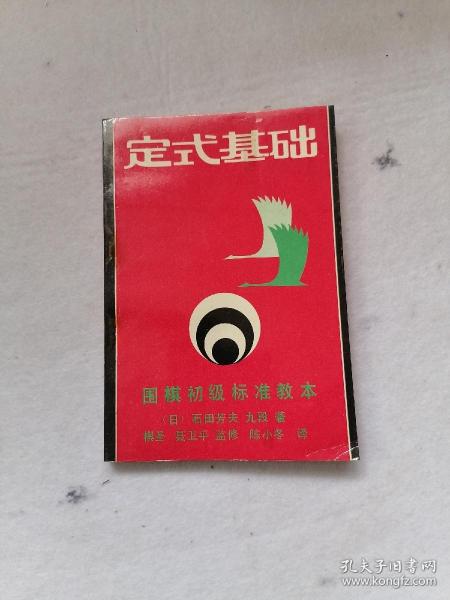 定式基础
围棋初级标准教本
（日）石田芳夫 九段 著
棋圣 聂卫平 监修 陈小冬 译
孔夫子旧书网
www.kongfz.com